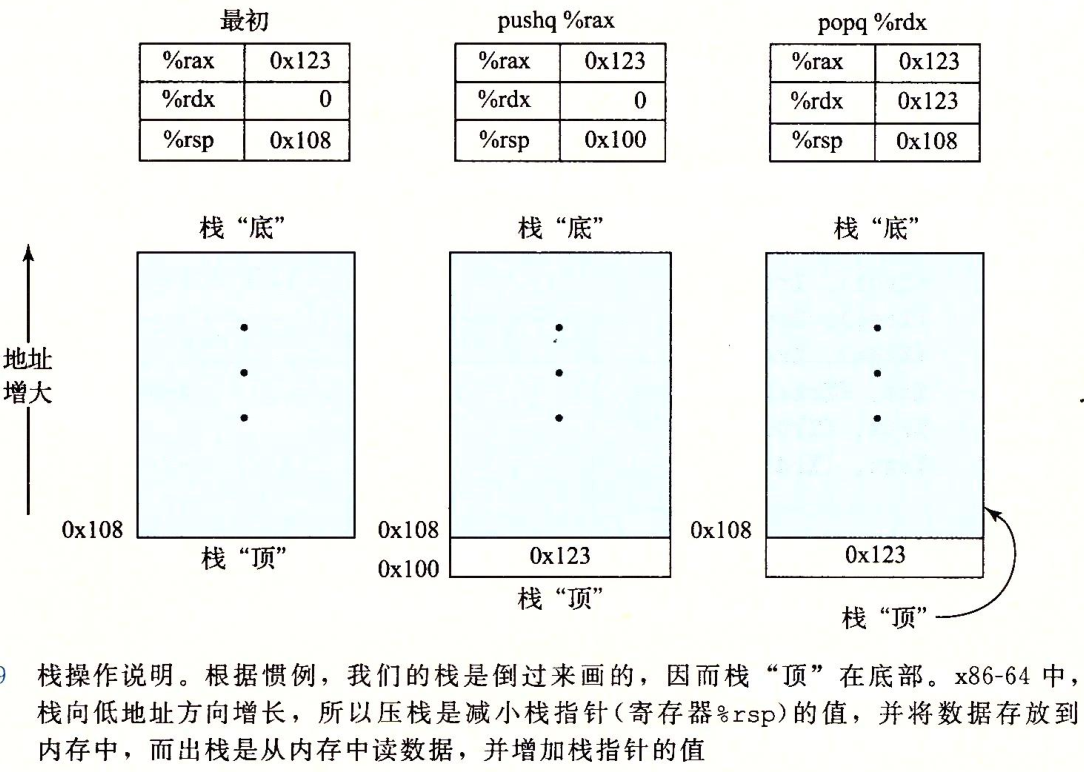 最初
%rax 0x123
%rdx 0
%rsp 0x108
pushq %rax
%rax 0x123
%rdx 0
%rsp 0x100
popq %rdx
%rax 0x123
%rdx 0x123
%rsp 0x108
地址
增大
栈“底”
0x108
栈“顶”
栈“底”
0x108
0x123
0x100
栈“顶”
栈“底”
0x108
0x123
栈“顶”
9 栈操作说明。根据惯例，我们的栈是倒过来画的，因而栈“顶”在底部。x86-64 中，
栈向低地址方向增长，所以压栈是减小栈指针(寄存器%rsp)的值，并将数据存放到
内存中，而出栈是从内存中读数据，并增加栈指针的值